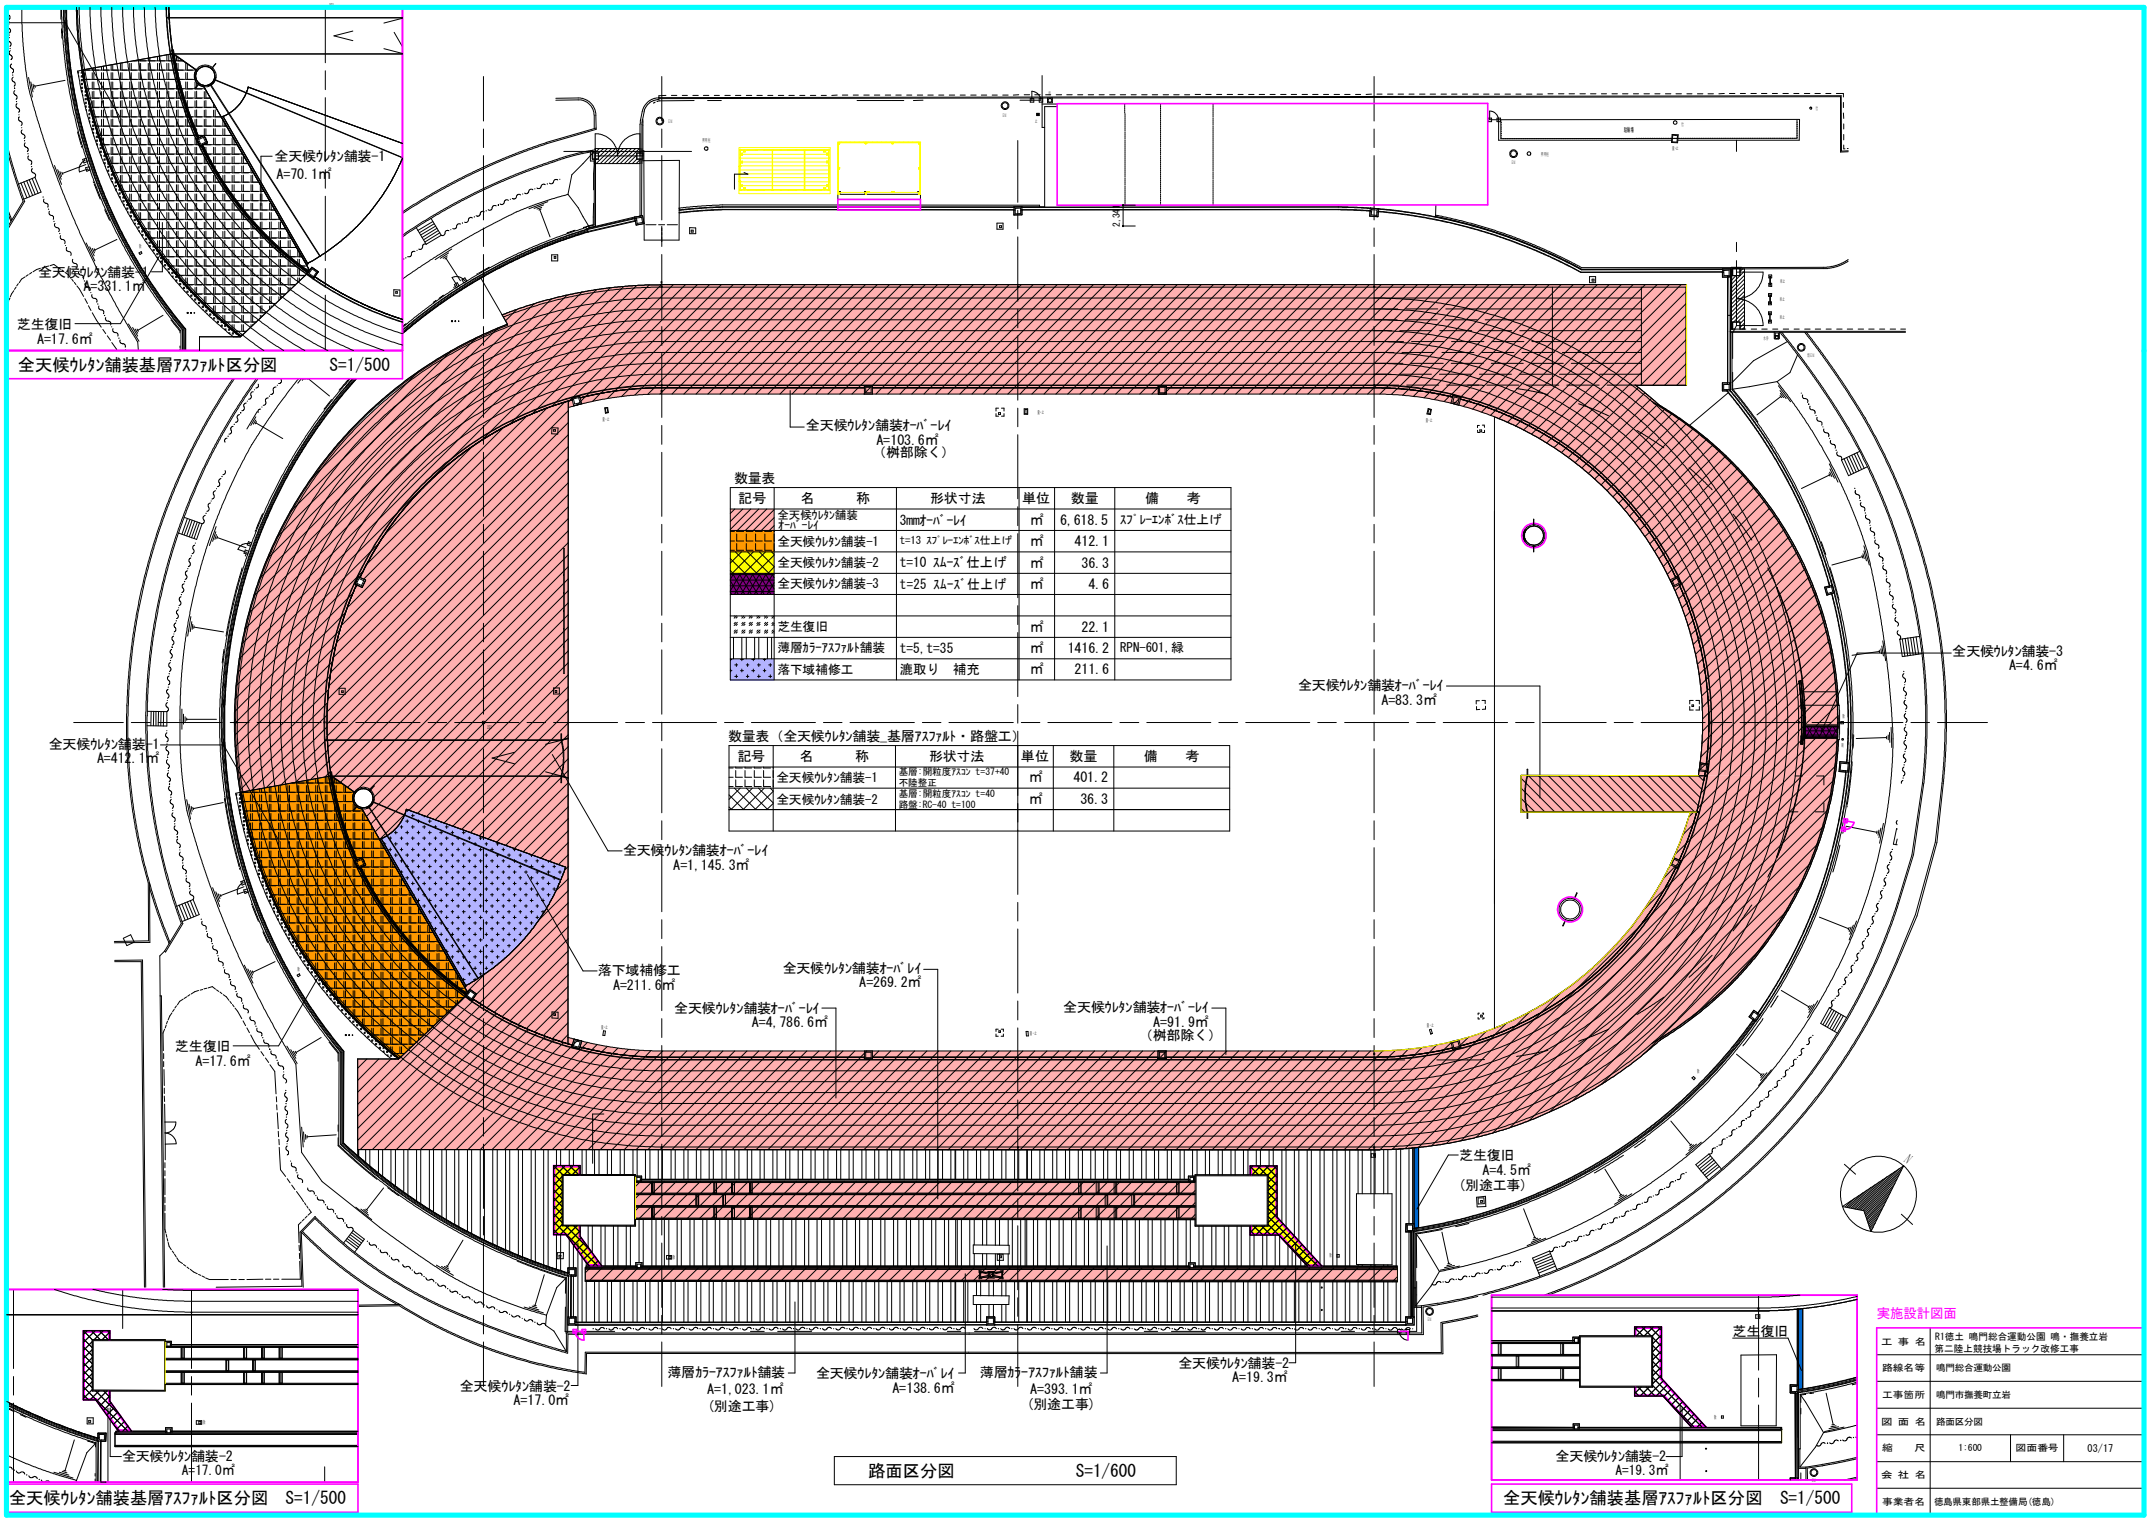 全天候ｳﾚﾀﾝ舗装-1
A=70.1㎡
全天候ｳﾚﾀﾝ舗装-1
A=331.1㎡
芝生復旧
A=17.6㎡
全天候ｳﾚﾀﾝ舗装基層ｱｽﾌｧﾙﾄ区分図 S=1/500
全天候ｳﾚﾀﾝ舗装ｵｰﾊﾞｰﾚｲ
A=103.6㎡
(桝部除く)
数量表
記号 名 称 形状寸法 単位 数量 備 考
全天候ｳﾚﾀﾝ舗装
ｵｰﾊﾞｰﾚｲ 3mmｵｰﾊﾞｰﾚｲ ㎡ 6,618.5 ｽﾌﾟﾚｰｴﾝﾎﾞｽ仕上げ
全天候ｳﾚﾀﾝ舗装-1 t=13 ｽﾌﾟﾚｰｴﾝﾎﾞｽ仕上げ ㎡ 412.1
全天候ｳﾚﾀﾝ舗装-2 t=10 ｽﾑｰｽﾞ仕上げ ㎡ 36.3
全天候ｳﾚﾀﾝ舗装-3 t=25 ｽﾑｰｽﾞ仕上げ ㎡ 4.6
芝生復旧 ㎡ 22.1
薄層ｶﾗｰｱｽﾌｧﾙﾄ舗装 t=5,t=35 ㎡ 1416.2 RPN-601,緑
落下域補修工 漉取り 補充 ㎡ 211.6
数量表 (全天候ｳﾚﾀﾝ舗装_基層ｱｽﾌｧﾙﾄ・路盤工)
記号 名 称 形状寸法 単位 数量 備 考
全天候ｳﾚﾀﾝ舗装-1 基層:開粒度ｱｽｺﾝ t=37+40
不陸整正 ㎡ 401.2
全天候ｳﾚﾀﾝ舗装-2 基層:開粒度ｱｽｺﾝ t=40
路盤:RC-40 t=100 ㎡ 36.3
全天候ｳﾚﾀﾝ舗装-3
A=4.6㎡
全天候ｳﾚﾀﾝ舗装ｵｰﾊﾞｰﾚｲ
A=83.3㎡
全天候ｳﾚﾀﾝ舗装-1
A=412.1㎡
全天候ｳﾚﾀﾝ舗装ｵｰﾊﾞｰﾚｲ
A=1,145.3㎡
落下域補修工
A=211.6㎡
全天候ｳﾚﾀﾝ舗装ｵｰﾊﾞﾚｲ
A=269.2㎡
全天候ｳﾚﾀﾝ舗装ｵｰﾊﾞｰﾚｲ
A=4,786.6㎡
全天候ｳﾚﾀﾝ舗装ｵｰﾊﾞｰﾚｲ
A=91.9㎡
(桝部除く)
芝生復旧
A=17.6㎡
芝生復旧
A=4.5㎡
(別途工事)
N
全天候ｳﾚﾀﾝ舗装-2
A=17.0㎡
薄層ｶﾗｰｱｽﾌｧﾙﾄ舗装
A=1,023.1㎡
(別途工事)
全天候ｳﾚﾀﾝ舗装ｵｰﾊﾞﾚｲ
A=138.6㎡
薄層ｶﾗｰｱｽﾌｧﾙﾄ舗装
A=393.1㎡
(別途工事)
全天候ｳﾚﾀﾝ舗装-2
A=19.3㎡
全天候ｳﾚﾀﾝ舗装-2
A=17.0㎡
全天候ｳﾚﾀﾝ舗装基層ｱｽﾌｧﾙﾄ区分図 S=1/500
路面区分図 S=1/600
芝生復旧
全天候ｳﾚﾀﾝ舗装-2
A=19.3㎡
全天候ｳﾚﾀﾝ舗装基層ｱｽﾌｧﾙﾄ区分図 S=1/500
実施設計図面
工 事 名 R1徳土 鳴門総合運動公園 鳴・撫養立岩
第二陸上競技場トラック改修工事
路線名等 鳴門総合運動公園
工事箇所 鳴門市撫養町立岩
図 面 名 路面区分図
縮 尺 1:600 図面番号 03/17
会 社 名
事業者名 徳島県東部県土整備局(徳島)